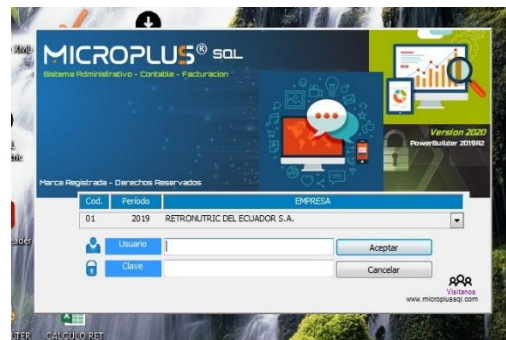 MICROPLUS® SQL
Sistema Administrativo - Contable - Facturacion
Version 2020
PowerBuilder 2019R2
Marca Registrada - Derechos Reservados
Cod. Período EMPRESA
01 2019 RETRONUTRIC DEL ECUADOR S.A.
Usuario Aceptar
Clave Cancelar
Visitanos
www.microplussql.com
CALCULO RET